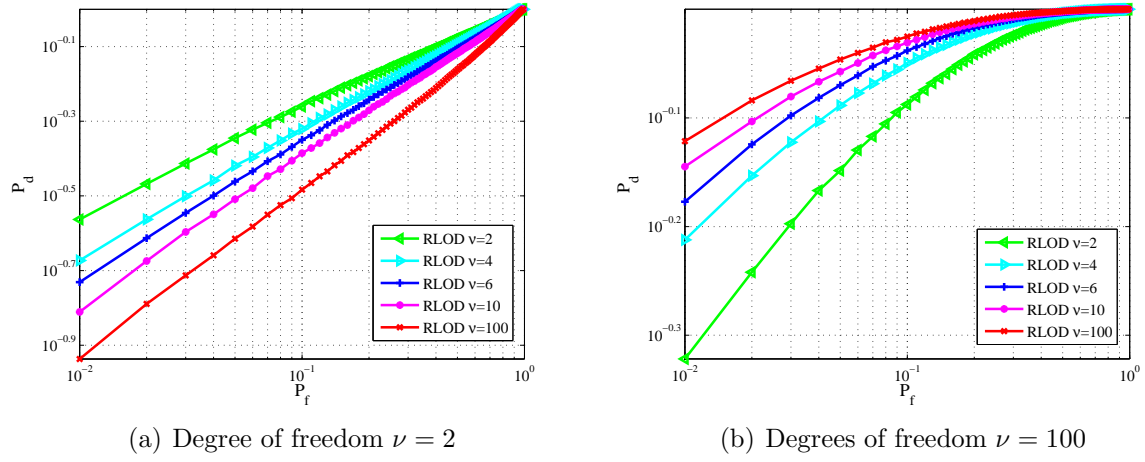 10^{-0.1}
10^{-0.3}
10^{-0.5}
10^{-0.7}
10^{-0.9}
P_d
10^{-2}
10^{-1}
10^{0}
P_f
RLOD ν=2
RLOD ν=4
RLOD ν=6
RLOD ν=10
RLOD ν=100
(a) Degree of freedom ν = 2
10^{-0.1}
10^{-0.2}
10^{-0.3}
P_d
10^{-2}
10^{-1}
10^{0}
P_f
RLOD ν=2
RLOD ν=4
RLOD ν=6
RLOD ν=10
RLOD ν=100
(b) Degrees of freedom ν = 100